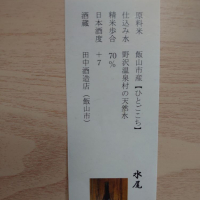 原料米　飯山市産【ひとごこち】
仕込み水　野沢温泉村の天然水
精米歩合　70%
日本酒度　+7
酒蔵　田中酒造店（飯山市）
水尾